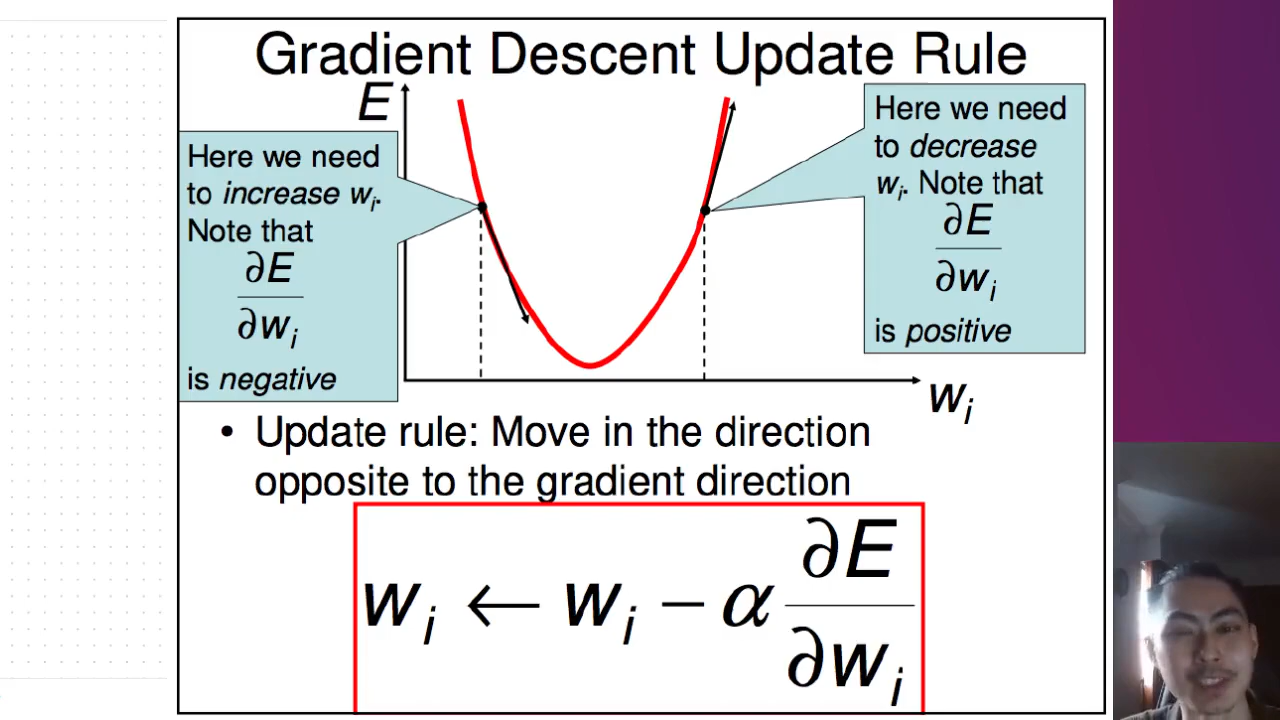 Gradient Descent Update Rule
E
Here we need
to increase wᵢ.
Note that
∂E
∂wᵢ
is negative
Here we need
to decrease
wᵢ. Note that
∂E
∂wᵢ
is positive
wᵢ
• Update rule: Move in the direction
opposite to the gradient direction
wᵢ ← wᵢ − α ∂E/∂wᵢ